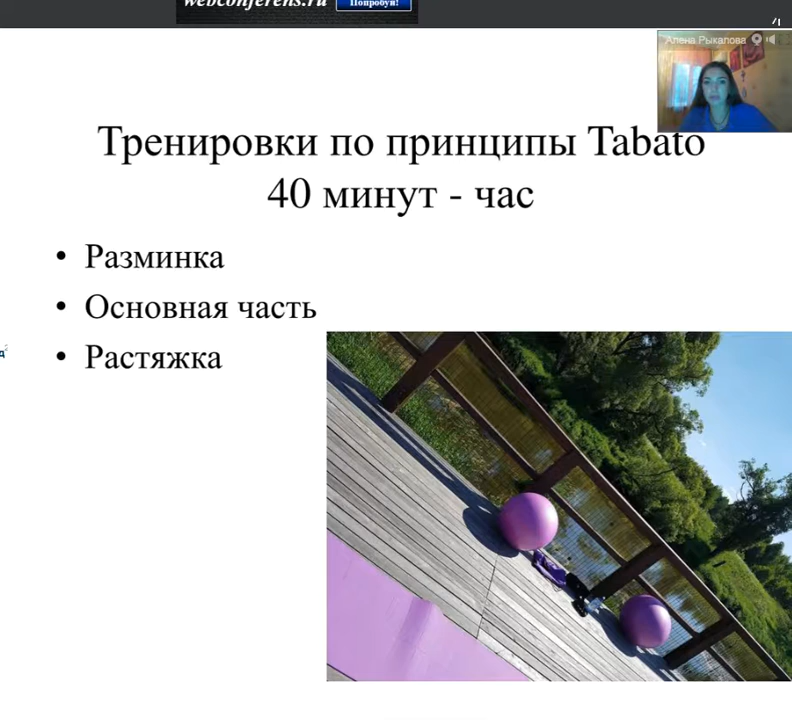 webconferens.ru
Попробуй!
Алена Рыкалова
Тренировки по принципы Tabato
40 минут - час
• Разминка
• Основная часть
• Растяжка